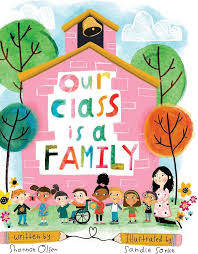 our
class
is a
FAMILY
written by
Shannon Olsen
Illustrated by
Sandie Sonke